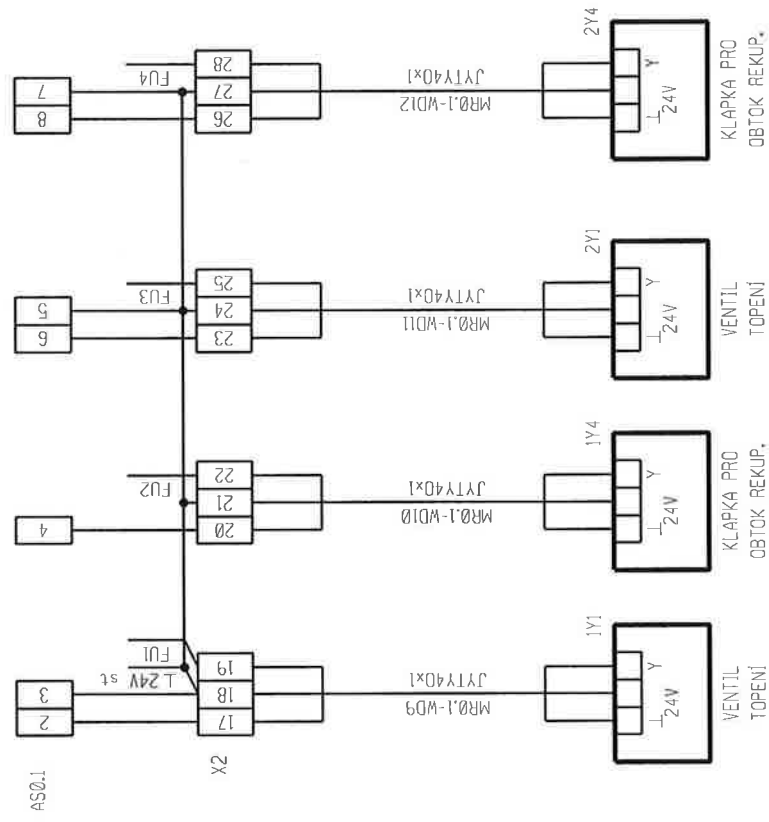 7
8
FU4
28
27
26
MR0.1-WD12
JYTY4Ox1
2Y4
Y
24V
⊥
KLAPKA PRO
OBTOK REKUP.
5
6
FU3
25
24
23
MR0.1-WD11
JYTY4Ox1
2Y1
Y
24V
⊥
VENTIL
TOPENÍ
4
FU2
22
21
20
MR0.1-WD10
JYTY4Ox1
1Y4
Y
24V
⊥
KLAPKA PRO
OBTOK REKUP.
AS0.1
3
2
FU1
⊥ 24V st
X2
19
18
17
MR0.1-WD9
JYTY4Ox1
1Y1
Y
24V
⊥
VENTIL
TOPENÍ